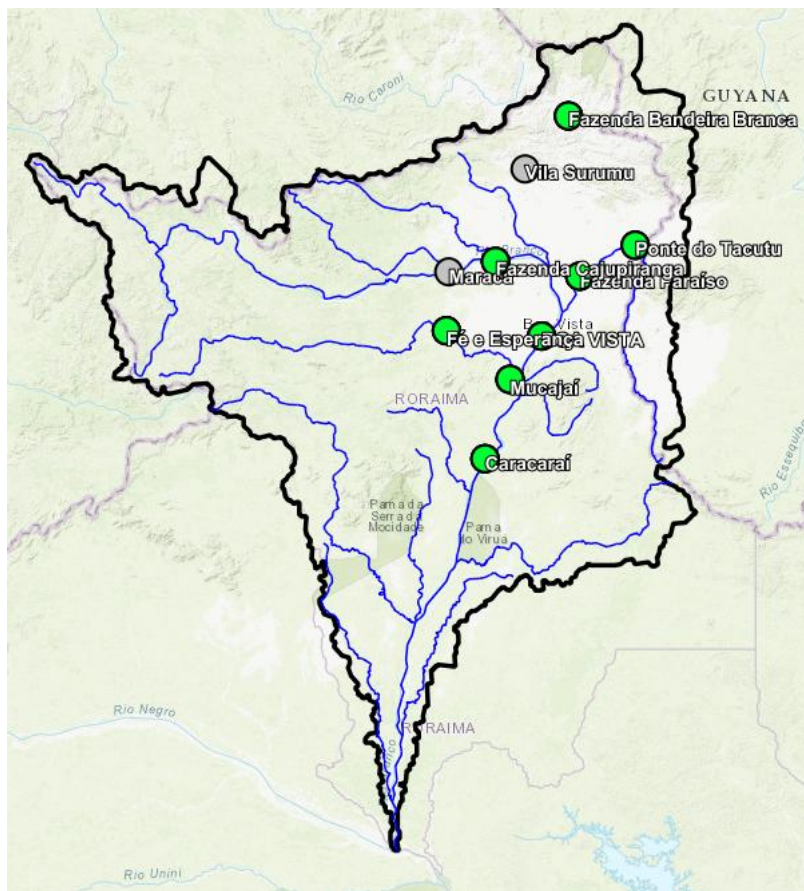 Rio Caroni
GUYANA
Fazenda Bandeira Branca
Vila Surumu
Ponte do Tacutu
Fazenda Cajupiranga
Maracá
Fazenda Paraíso
Fé e Esperança
VISTA
Mucajaí
RORAIMA
Caracaraí
Rio Essequibo
Parna da
Serra da
Mocidade
Parna
do Virua
Rio Negro
RORAIMA
Rio Unini